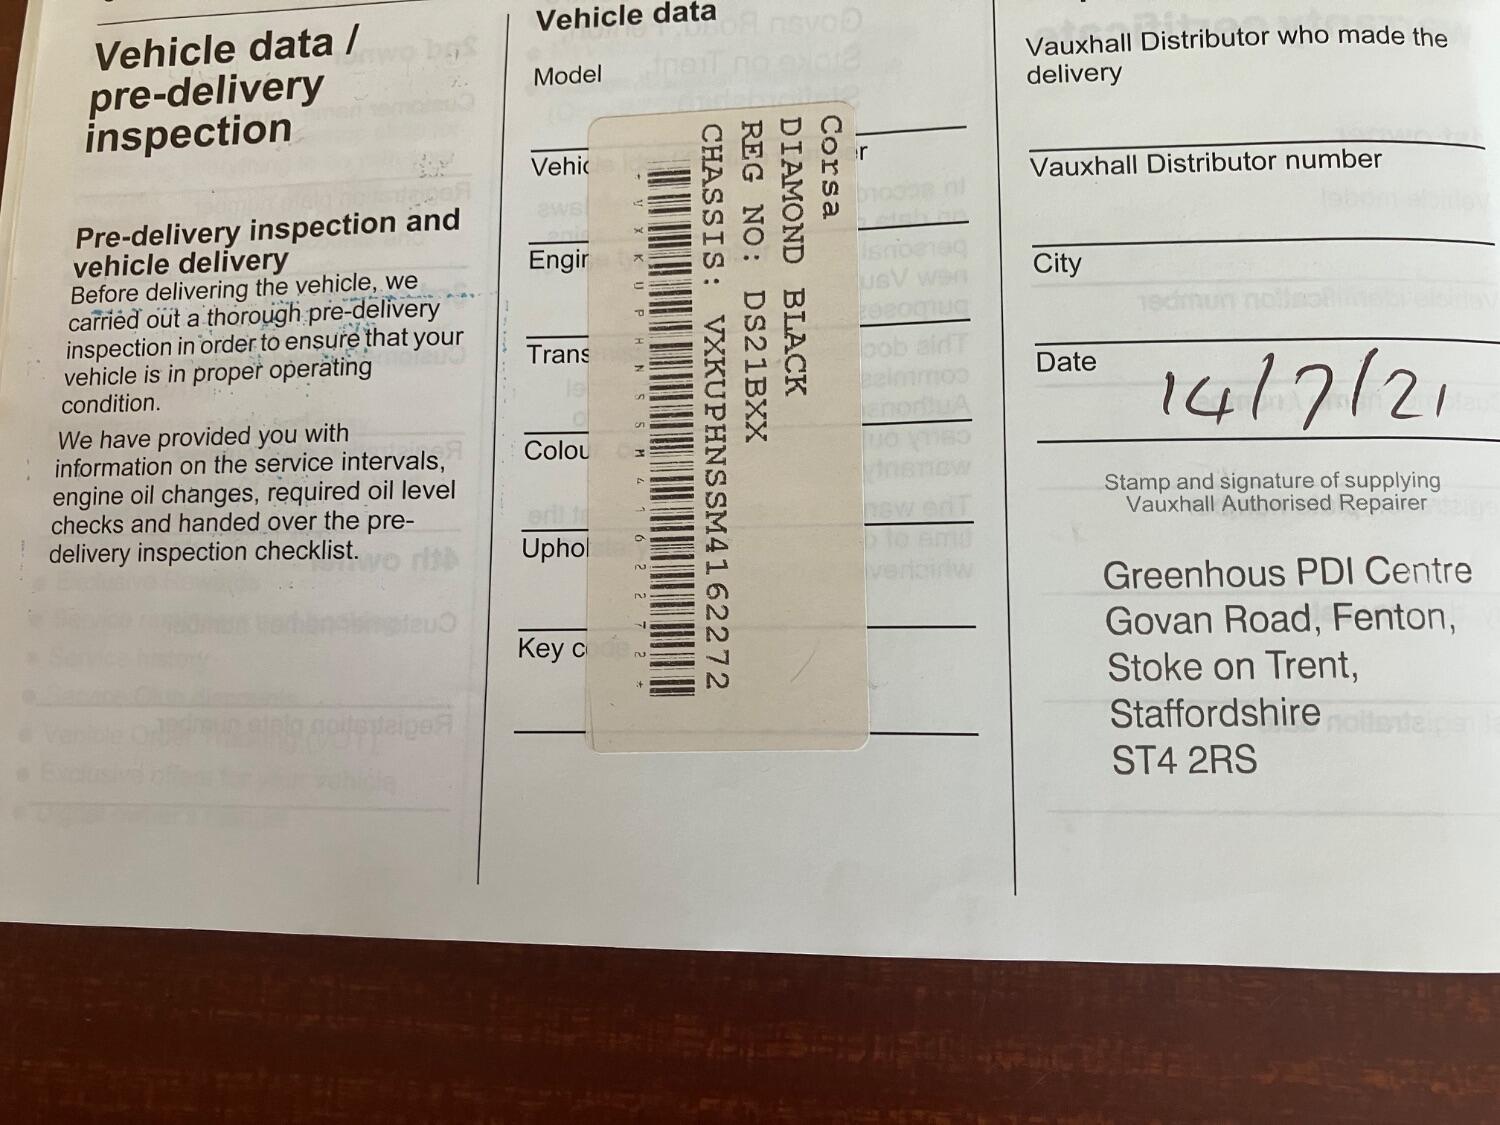 Vehicle data /
pre-delivery
inspection
Pre-delivery inspection and
vehicle delivery
Before delivering the vehicle, we
carried out a thorough pre-delivery
inspection in order to ensure that your
vehicle is in proper operating
condition.
We have provided you with
information on the service intervals,
engine oil changes, required oil level
checks and handed over the pre-
delivery inspection checklist.
Vehicle data
Model
Vehic
r
Engin
Trans
Colou
Uphol
Key c
Corsa
DIAMOND BLACK
REG NO: DS21BXX
CHASSIS: VXKUPHNSSM4162272
*VXKUPHNSSM4162272*
Vauxhall Distributor who made the
delivery
Vauxhall Distributor number
City
Date 14/7/21
Stamp and signature of supplying
Vauxhall Authorised Repairer
Greenhous PDI Centre
Govan Road, Fenton,
Stoke on Trent,
Staffordshire
ST4 2RS